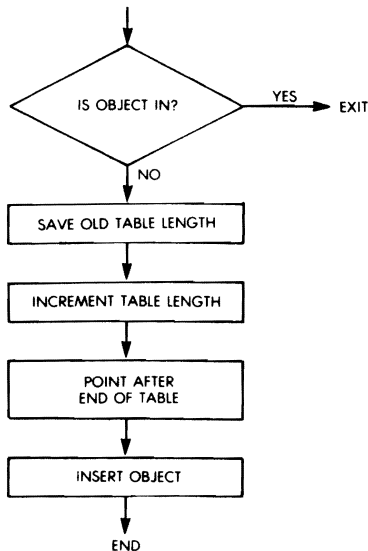 IS OBJECT IN?
YES
EXIT
NO
SAVE OLD TABLE LENGTH
INCREMENT TABLE LENGTH
POINT AFTER
END OF TABLE
INSERT OBJECT
END